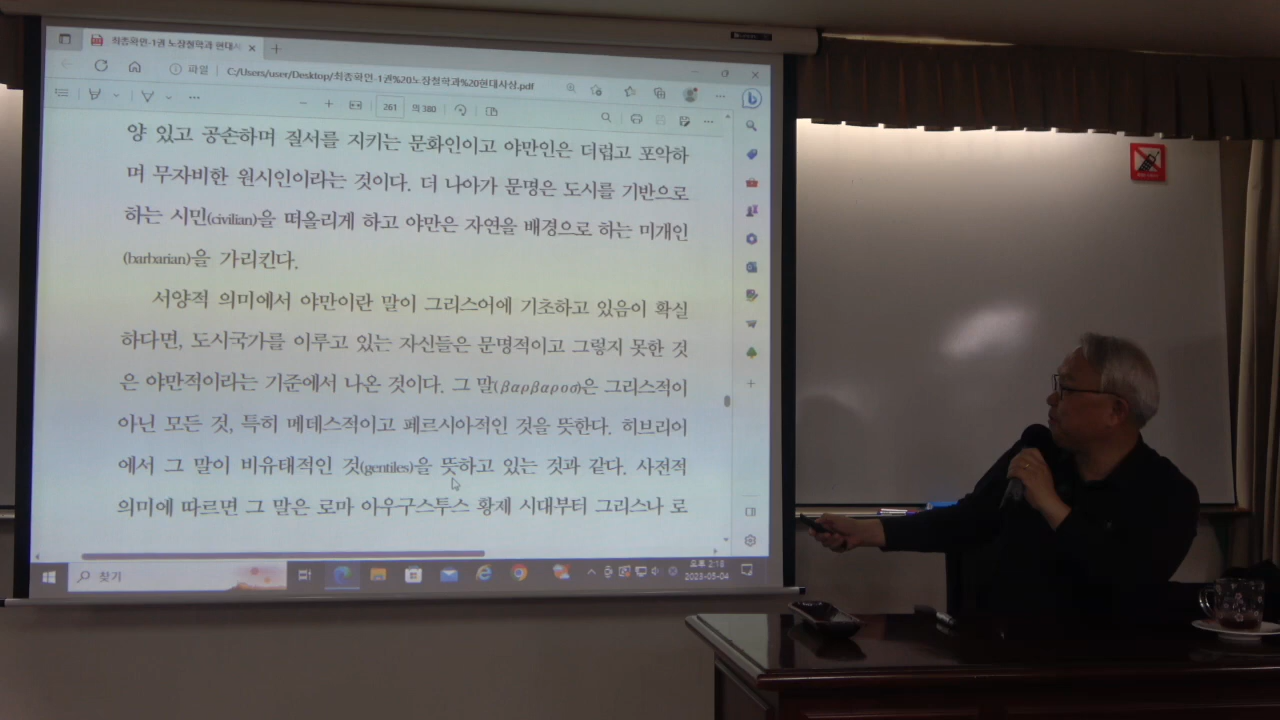 최종확인-1권 노장철학과 현대사
파일 C:/Users/user/Desktop/최종확인-1권%20노장철학과%20현대사상.pdf
261 의 380
양 있고 공손하며 질서를 지키는 문화인이고 야만인은 더럽고 포악하
며 무자비한 원시인이라는 것이다. 더 나아가 문명은 도시를 기반으로
하는 시민(civilian)을 떠올리게 하고 야만은 자연을 배경으로 하는 미개인
(barbarian)을 가리킨다.
서양적 의미에서 야만이란 말이 그리스어에 기초하고 있음이 확실
하다면, 도시국가를 이루고 있는 자신들은 문명적이고 그렇지 못한 것
은 야만적이라는 기준에서 나온 것이다. 그 말(βαρβαροσ)은 그리스적이
아닌 모든 것, 특히 메데스적이고 페르시아적인 것을 뜻한다. 히브리어
에서 그 말이 비유태적인 것(gentiles)을 뜻하고 있는 것과 같다. 사전적
의미에 따르면 그 말은 로마 아우구스투스 황제 시대부터 그리스나 로
찾기
오후 2:18
2023-05-04